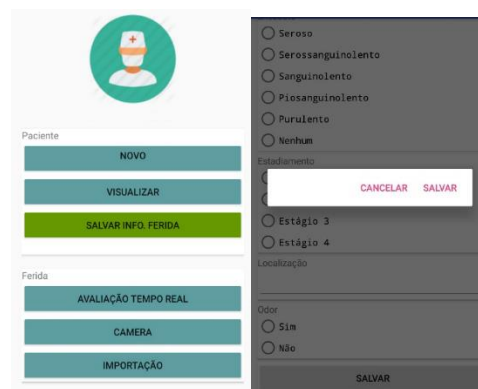 Paciente
NOVO
VISUALIZAR
SALVAR INFO. FERIDA
Ferida
AVALIAÇÃO TEMPO REAL
CAMERA
IMPORTAÇÃO
Seroso
Serossanguinolento
Sanguinolento
Piosanguinolento
Purulento
Nenhum
Estadiamento
CANCELAR SALVAR
Estágio 3
Estágio 4
Localização
Odor
Sim
Não
SALVAR